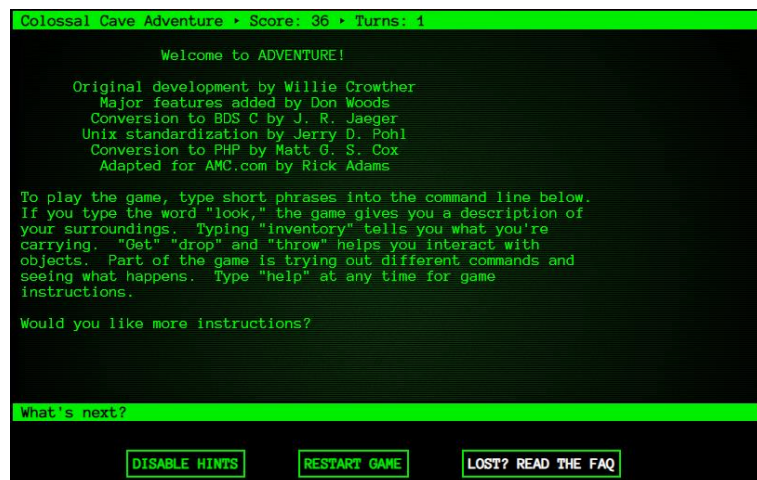 Colossal Cave Adventure ‣ Score: 36 ‣ Turns: 1
Welcome to ADVENTURE!
Original development by Willie Crowther
Major features added by Don Woods
Conversion to BDS C by J. R. Jaeger
Unix standardization by Jerry D. Pohl
Conversion to PHP by Matt G. S. Cox
Adapted for AMC.com by Rick Adams
To play the game, type short phrases into the command line below.
If you type the word "look," the game gives you a description of
your surroundings.  Typing "inventory" tells you what you're
carrying.  "Get" "drop" and "throw" helps you interact with
objects.  Part of the game is trying out different commands and
seeing what happens.  Type "help" at any time for game
instructions.
Would you like more instructions?
What's next?
DISABLE HINTS
RESTART GAME
LOST? READ THE FAQ